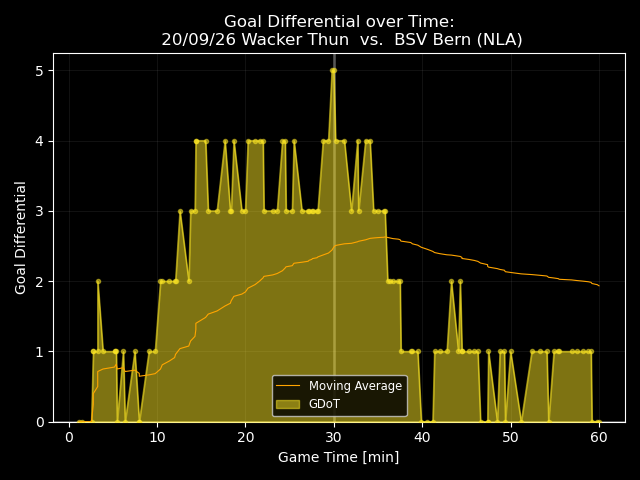 Goal Differential over Time:
20/09/26 Wacker Thun  vs.  BSV Bern (NLA)
Goal Differential
5
4
3
2
1
0
Moving Average
GDoT
0 10 20 30 40 50 60
Game Time [min]